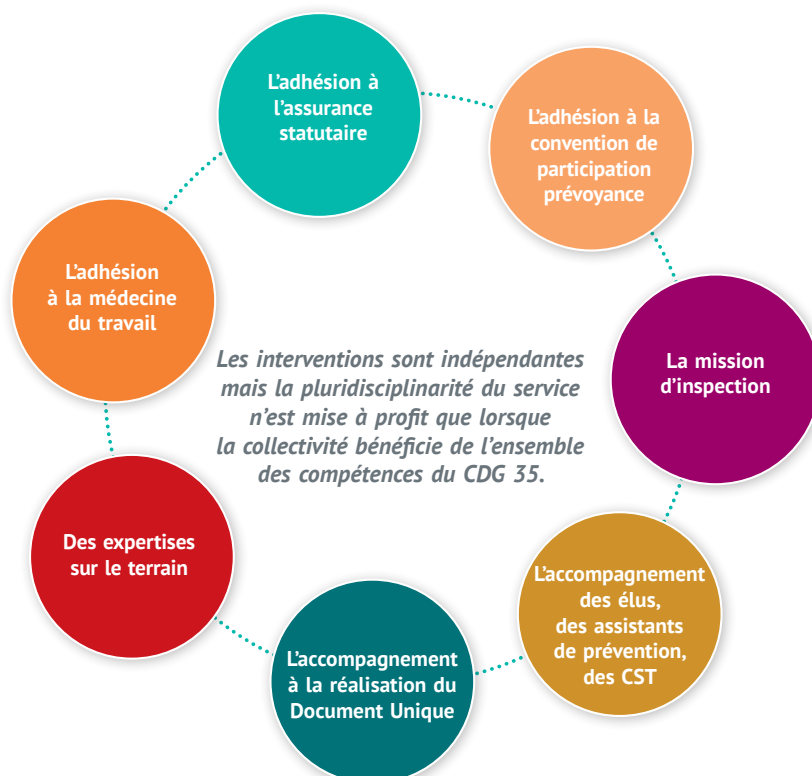 L'adhésion à
l'assurance
statutaire
L'adhésion à la
convention de
participation
prévoyance
L'adhésion
à la médecine
du travail
La mission
d'inspection
Les interventions sont indépendantes
mais la pluridisciplinarité du service
n'est mise à profit que lorsque
la collectivité bénéficie de l'ensemble
des compétences du CDG 35.
Des expertises
sur le terrain
L'accompagnement
des élus,
des assistants
de prévention,
des CST
L'accompagnement
à la réalisation du
Document Unique